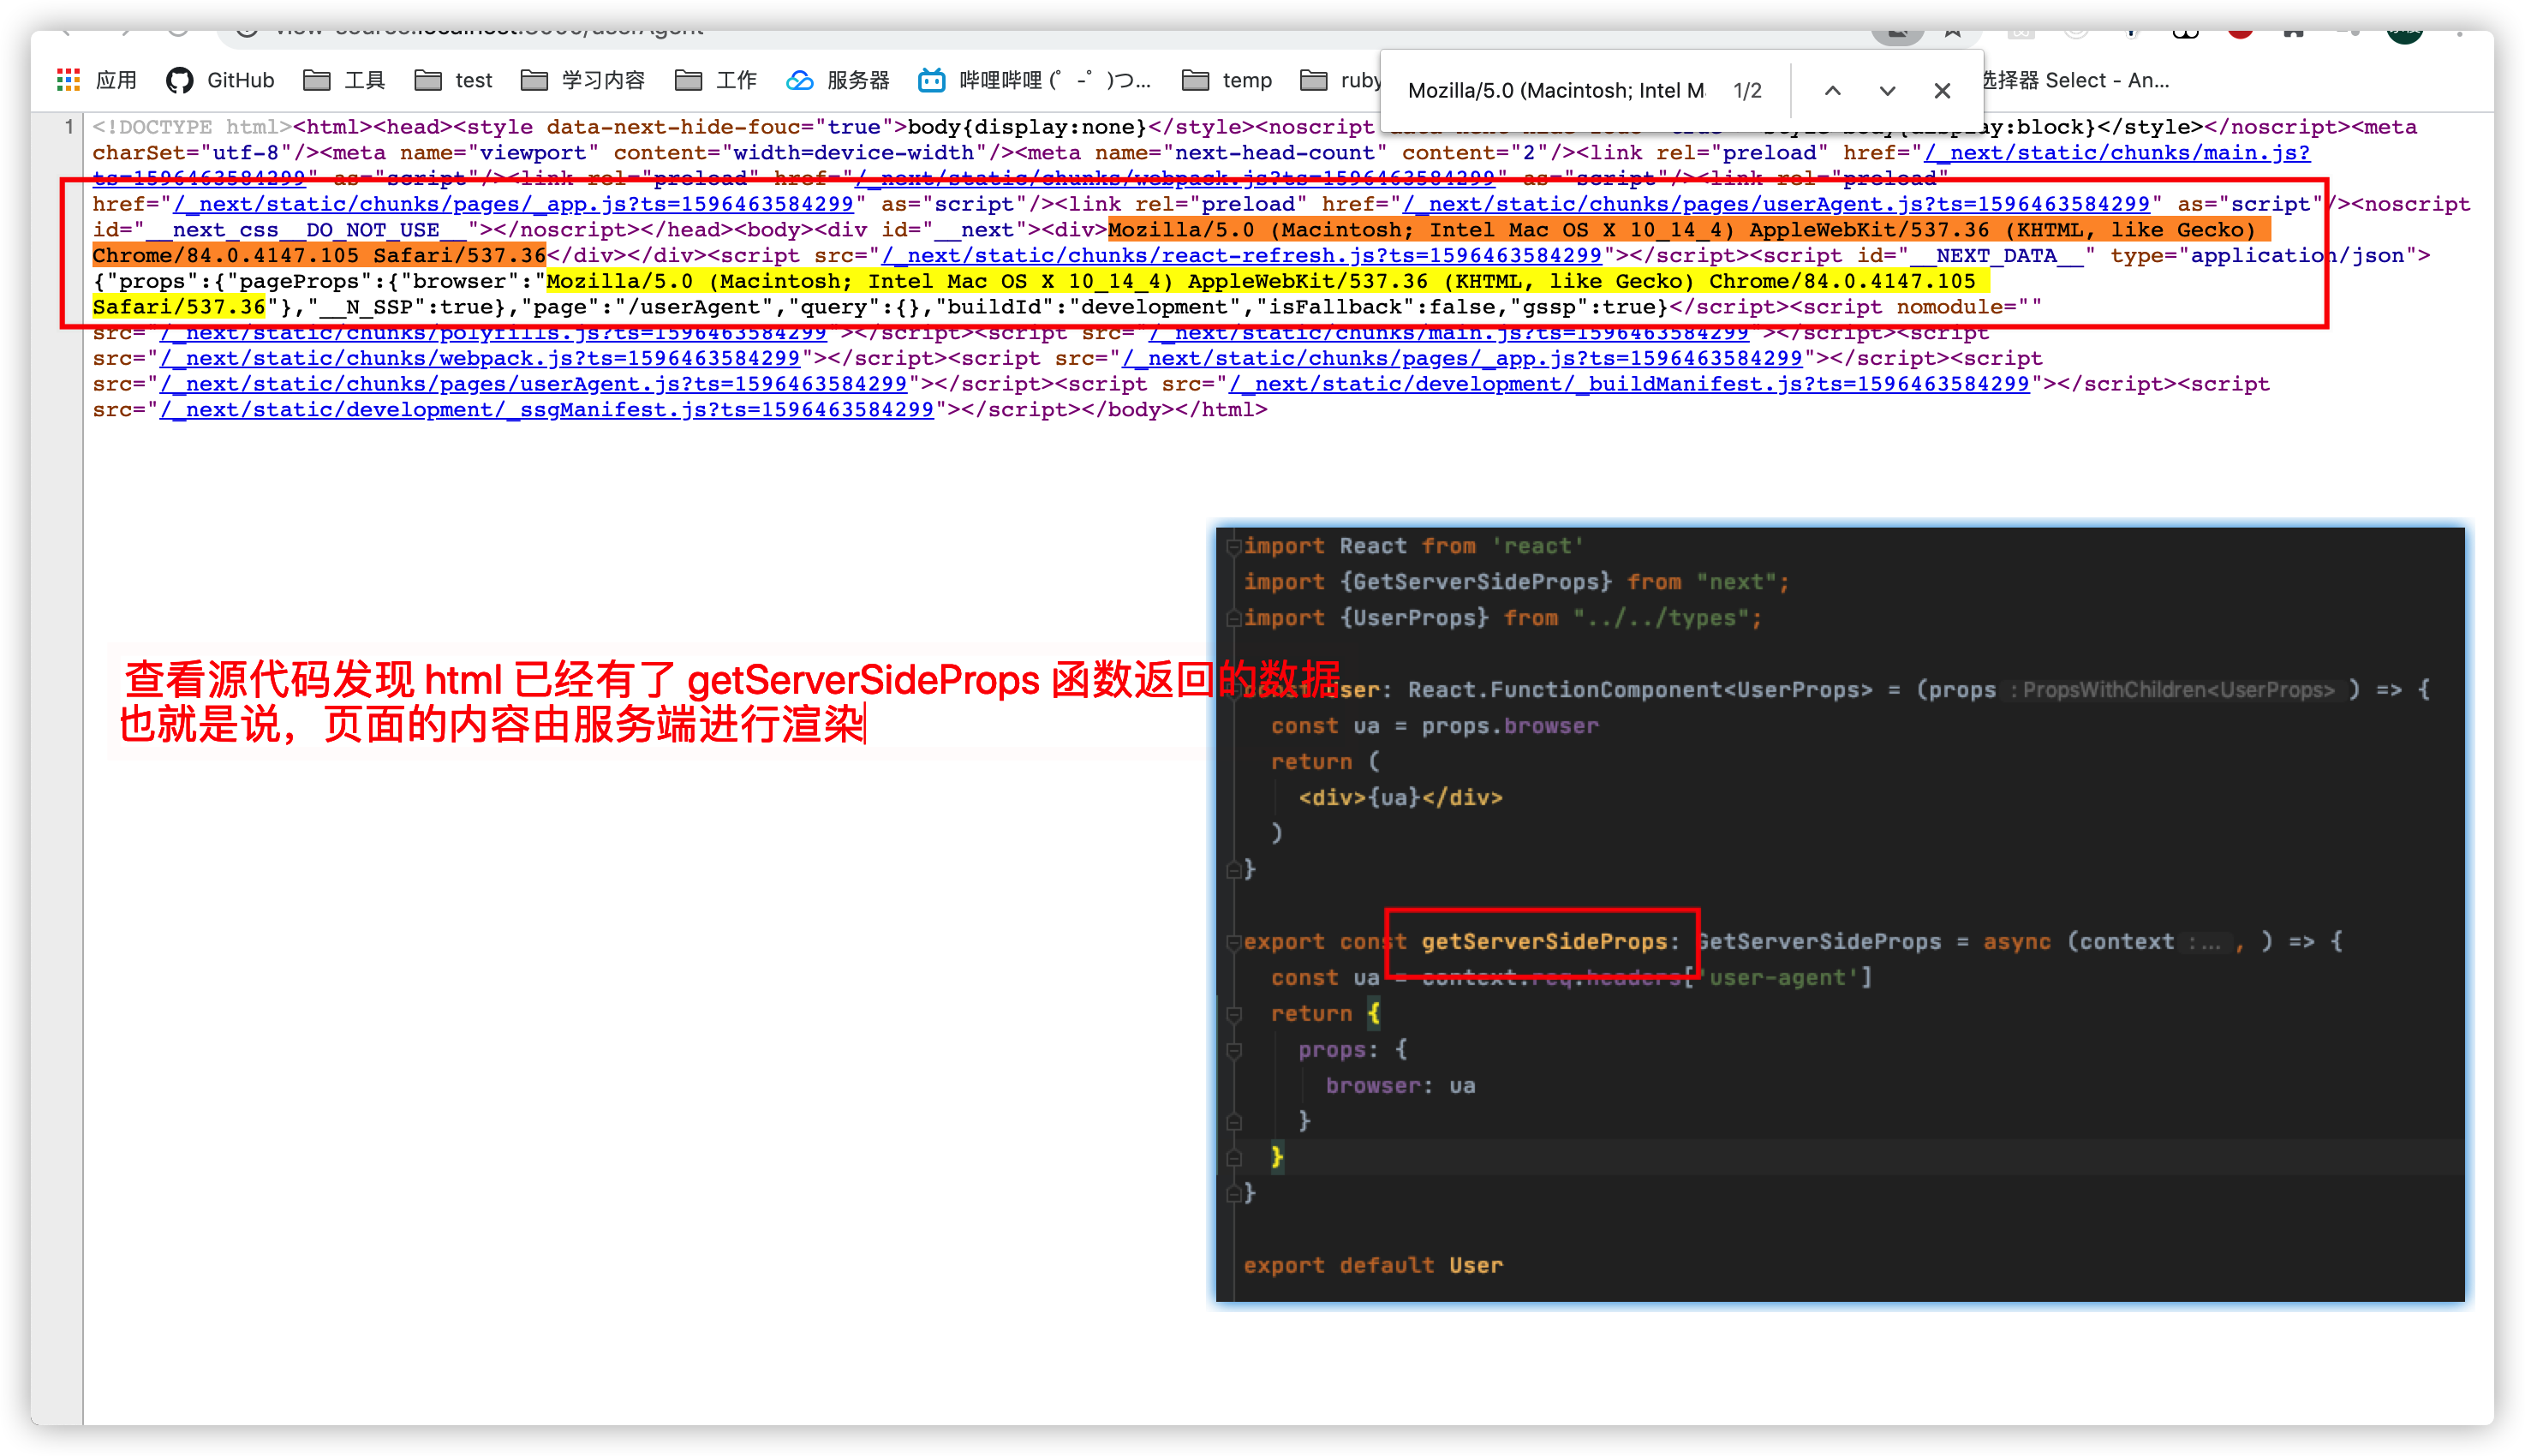 应用 GitHub 工具 test 学习内容 工作 服务器 哔哩哔哩 (゜-゜)つ... temp ruby 选择器 Select - An...
Mozilla/5.0 (Macintosh; Intel M 1/2
1 <!DOCTYPE html><html><head><style data-next-hide-fouc="true">body{display:none}</style><noscript display:block}</style></noscript><meta
charSet="utf-8"/><meta name="viewport" content="width=device-width"/><meta name="next-head-count" content="2"/><link rel="preload" href="/_next/static/chunks/main.js?
ts=1596463584299" as="script"/><link rel="preload" href="/_next/static/chunks/webpack.js?ts=1596463584299" as="script"/><link rel="preload"
href="/_next/static/chunks/pages/_app.js?ts=1596463584299" as="script"/><link rel="preload" href="/_next/static/chunks/pages/userAgent.js?ts=1596463584299" as="script"/><noscript
id="__next_css__DO_NOT_USE__"></noscript></head><body><div id="__next"><div>Mozilla/5.0 (Macintosh; Intel Mac OS X 10_14_4) AppleWebKit/537.36 (KHTML, like Gecko)
Chrome/84.0.4147.105 Safari/537.36</div></div><script src="/_next/static/chunks/react-refresh.js?ts=1596463584299"></script><script id="__NEXT_DATA__" type="application/json">
{"props":{"pageProps":{"browser":"Mozilla/5.0 (Macintosh; Intel Mac OS X 10_14_4) AppleWebKit/537.36 (KHTML, like Gecko) Chrome/84.0.4147.105
Safari/537.36"},"__N_SSP":true},"page":"/userAgent","query":{},"buildId":"development","isFallback":false,"gssp":true}</script><script nomodule=""
src="/_next/static/chunks/polyfills.js?ts=1596463584299"></script><script src="/_next/static/chunks/main.js?ts=1596463584299"></script><script
src="/_next/static/chunks/webpack.js?ts=1596463584299"></script><script src="/_next/static/chunks/pages/_app.js?ts=1596463584299"></script><script
src="/_next/static/chunks/pages/userAgent.js?ts=1596463584299"></script><script src="/_next/static/development/_buildManifest.js?ts=1596463584299"></script><script
src="/_next/static/development/_ssgManifest.js?ts=1596463584299"></script></body></html>
查看源代码发现 html 已经有了 getServerSideProps 函数返回的数据
也就是说，页面的内容由服务端进行渲染
import React from 'react'
import {GetServerSideProps} from "next";
import {UserProps} from "../../types";
const User: React.FunctionComponent<UserProps> = (props : PropsWithChildren<UserProps> ) => {
const ua = props.browser
return (
<div>{ua}</div>
)
}
export const getServerSideProps: GetServerSideProps = async (context : ... , ) => {
const ua = context.req.headers['user-agent']
return {
props: {
browser: ua
}
}
}
export default User